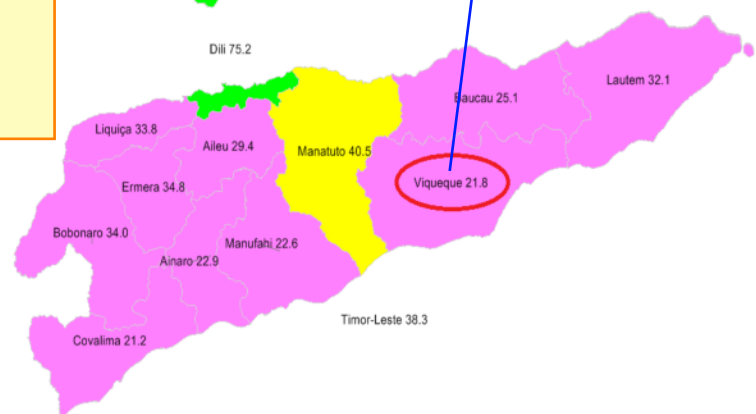 Dili 75.2
Lautem 32.1
Baucau 25.1
Liquiça 33.8
Aileu 29.4
Manatuto 40.5
Ermera 34.8
Viqueque 21.8
Bobonaro 34.0
Manufahi 22.6
Ainaro 22.9
Timor-Leste 38.3
Covalima 21.2